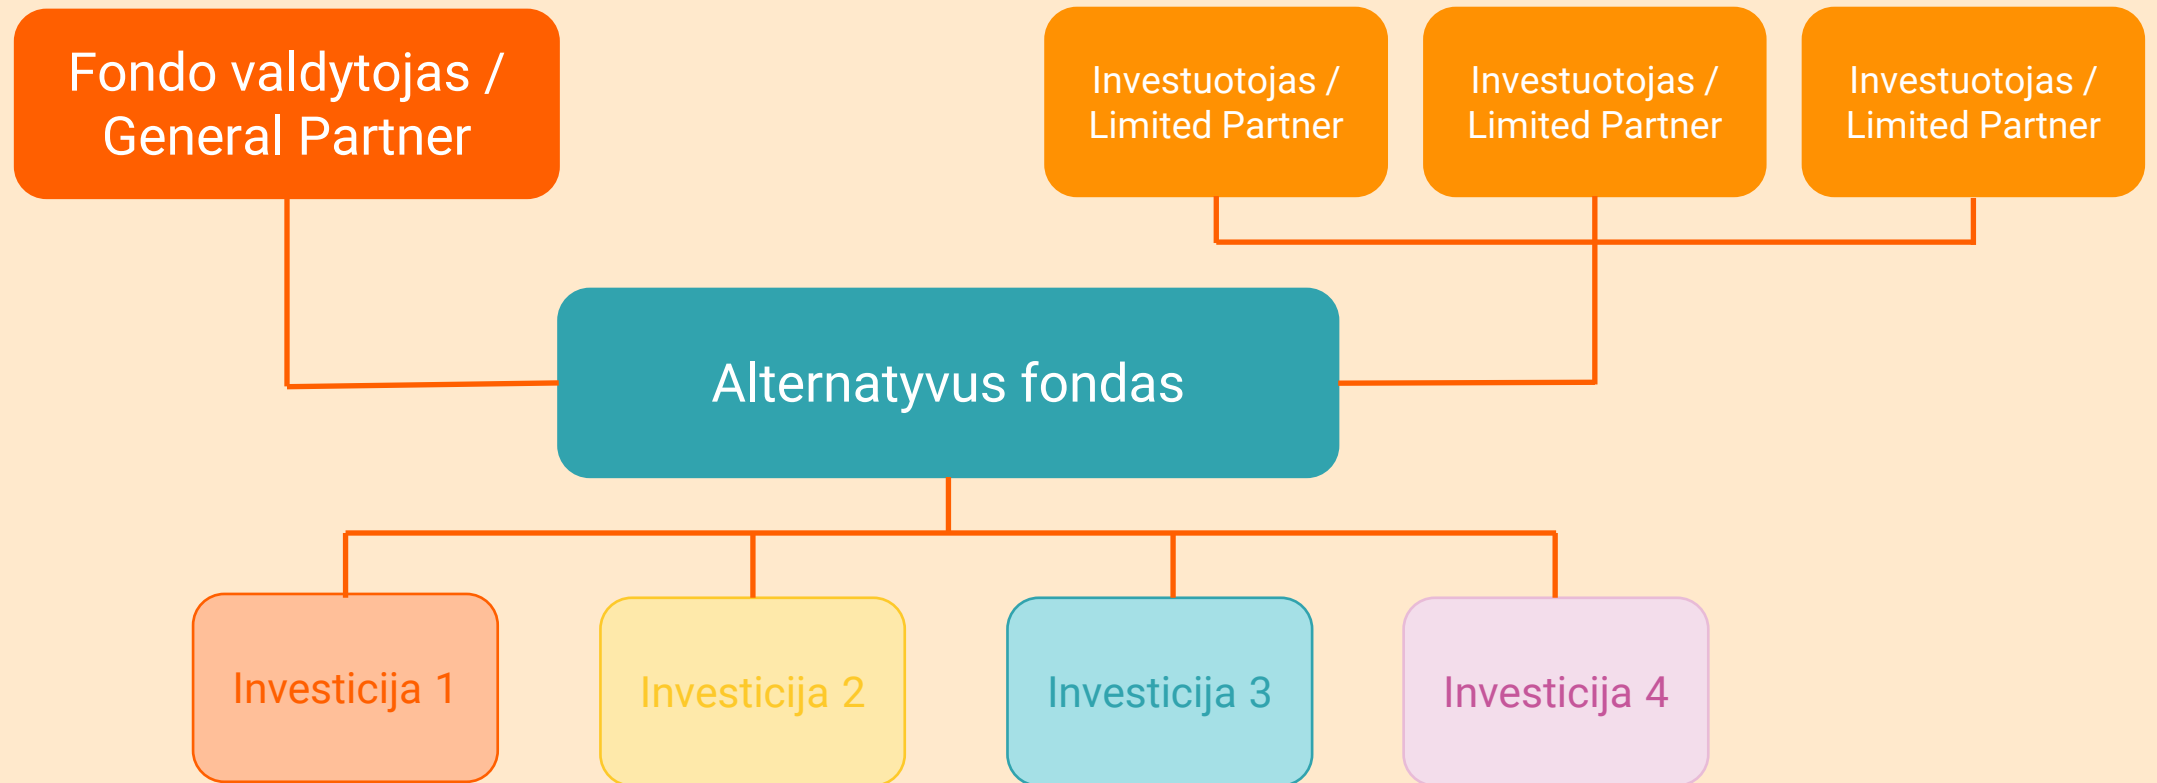 Fondo valdytojas /
General Partner
Investuotojas /
Limited Partner
Investuotojas /
Limited Partner
Investuotojas /
Limited Partner
Alternatyvus fondas
Investicija 1
Investicija 2
Investicija 3
Investicija 4